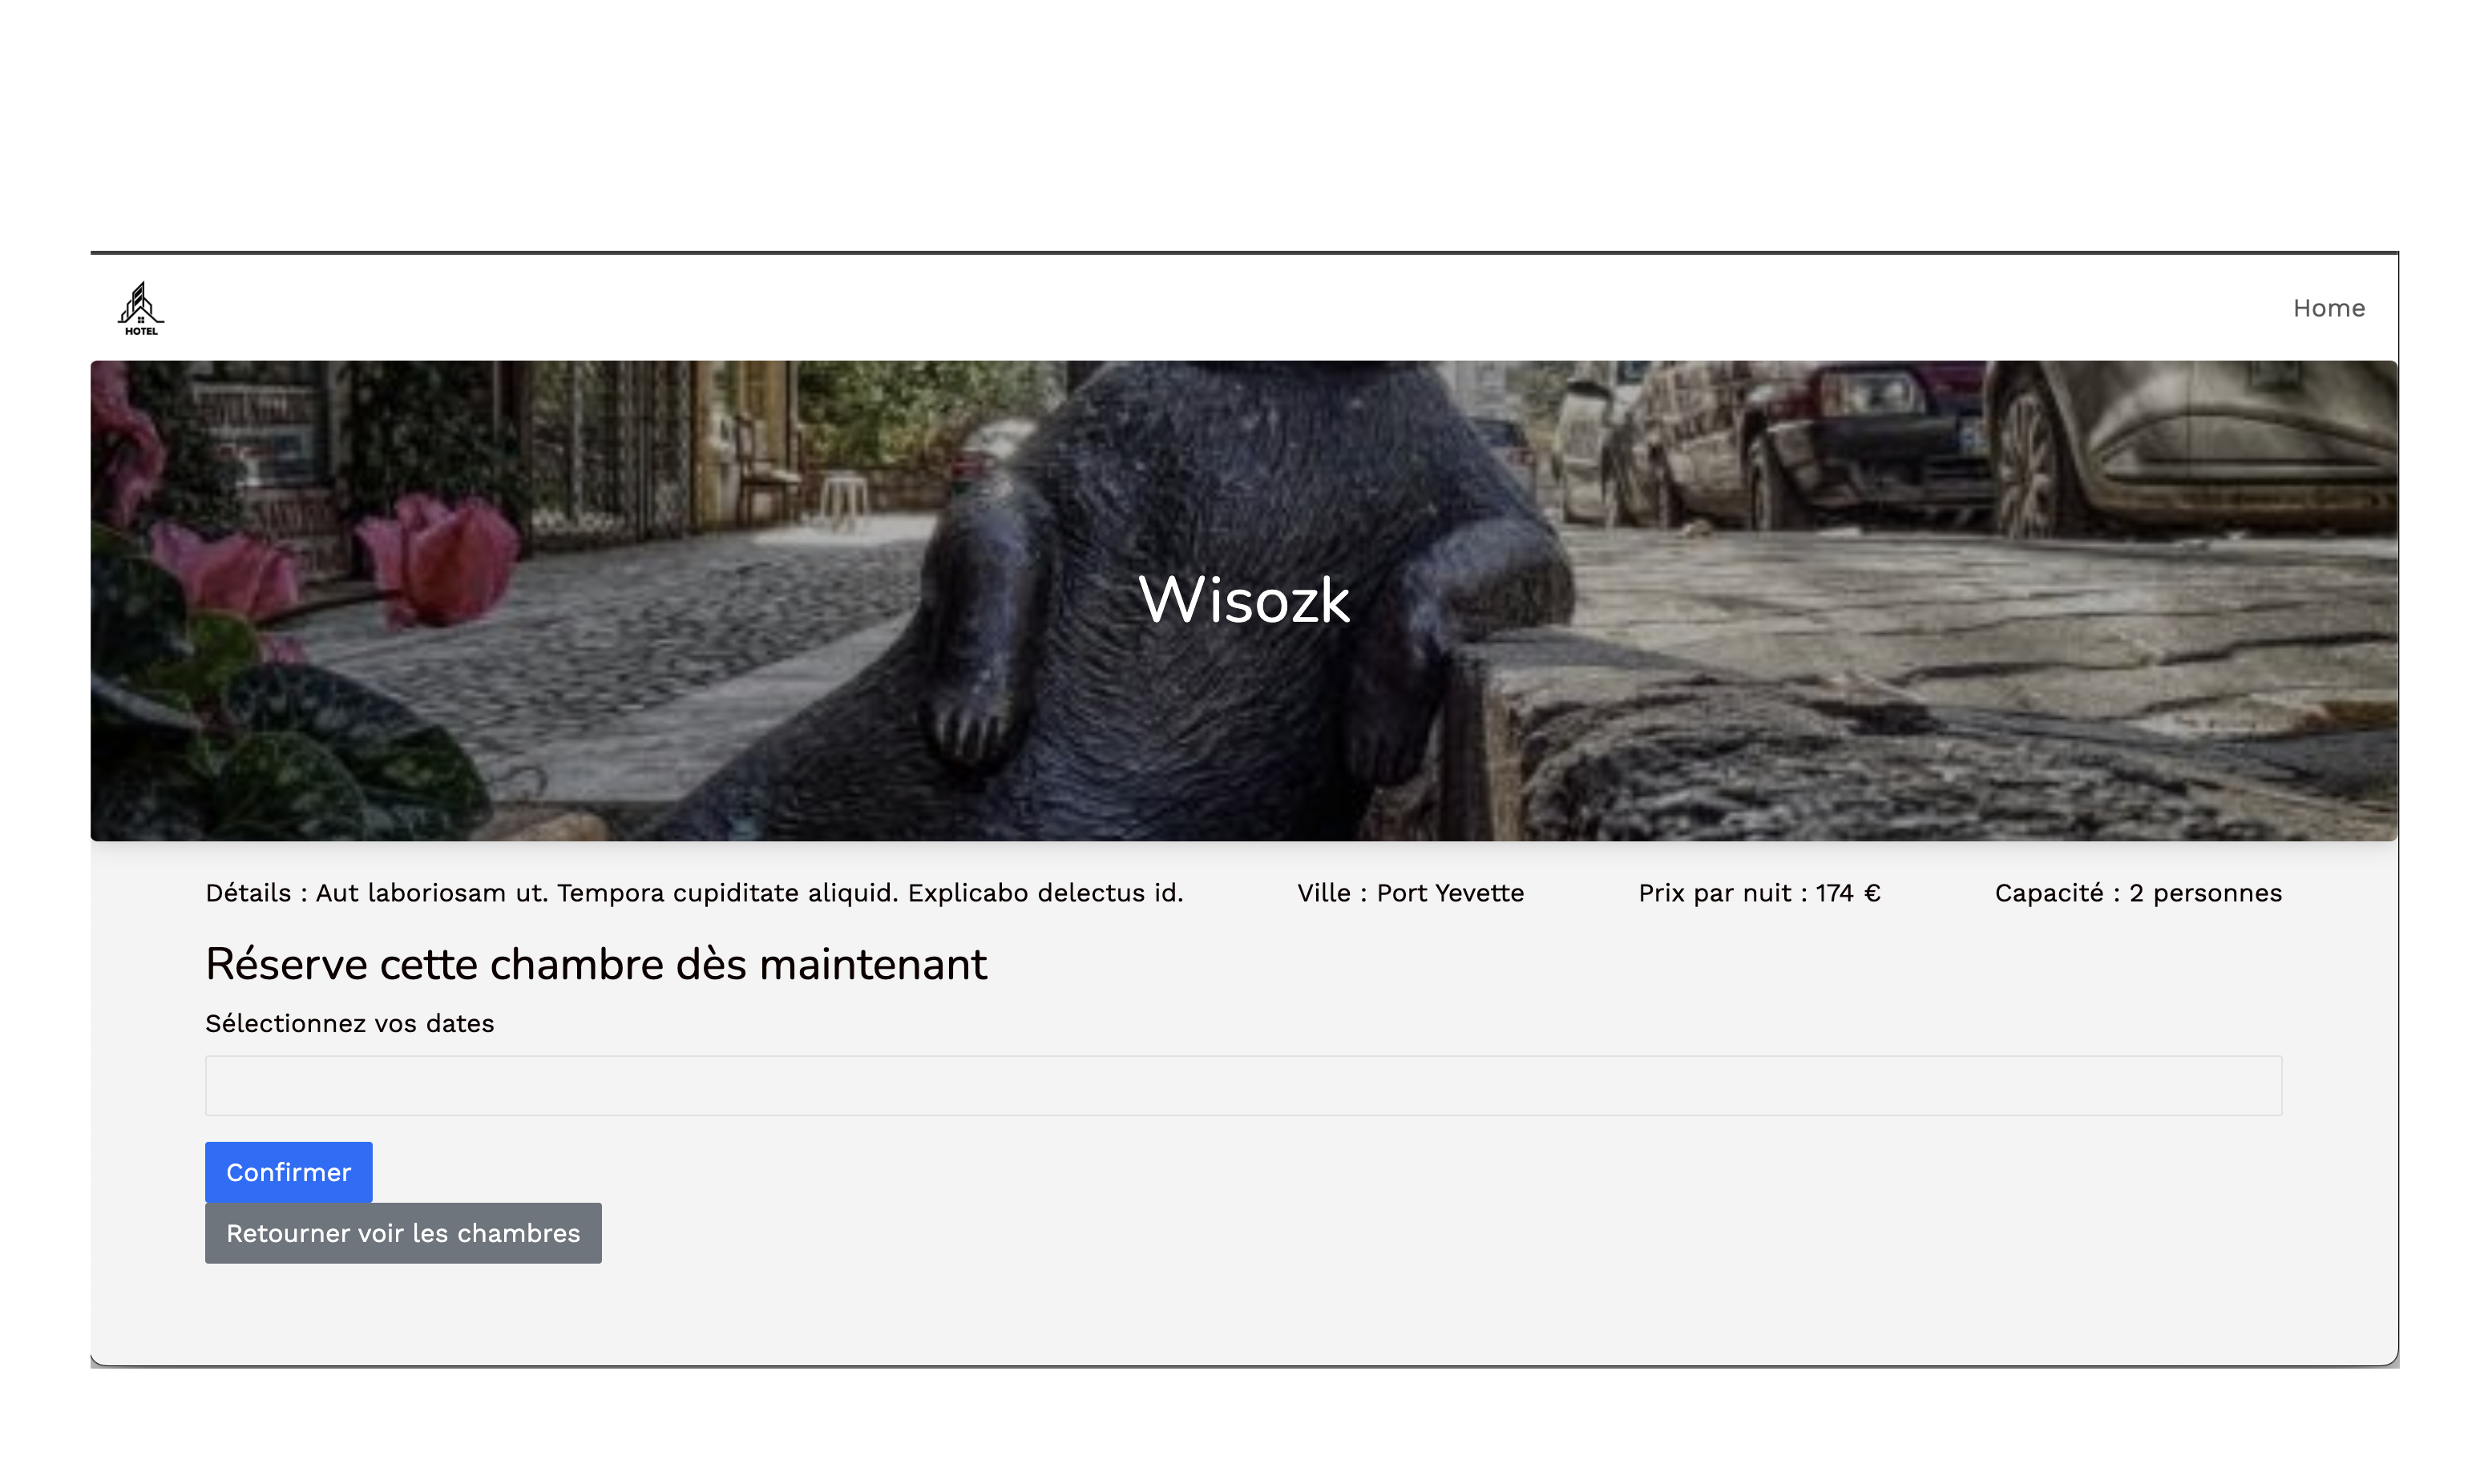 HOTEL
Home
Wisozk
Détails : Aut laboriosam ut. Tempora cupiditate aliquid. Explicabo delectus id. Ville : Port Yevette Prix par nuit : 174 € Capacité : 2 personnes
Réserve cette chambre dès maintenant
Sélectionnez vos dates
Confirmer
Retourner voir les chambres